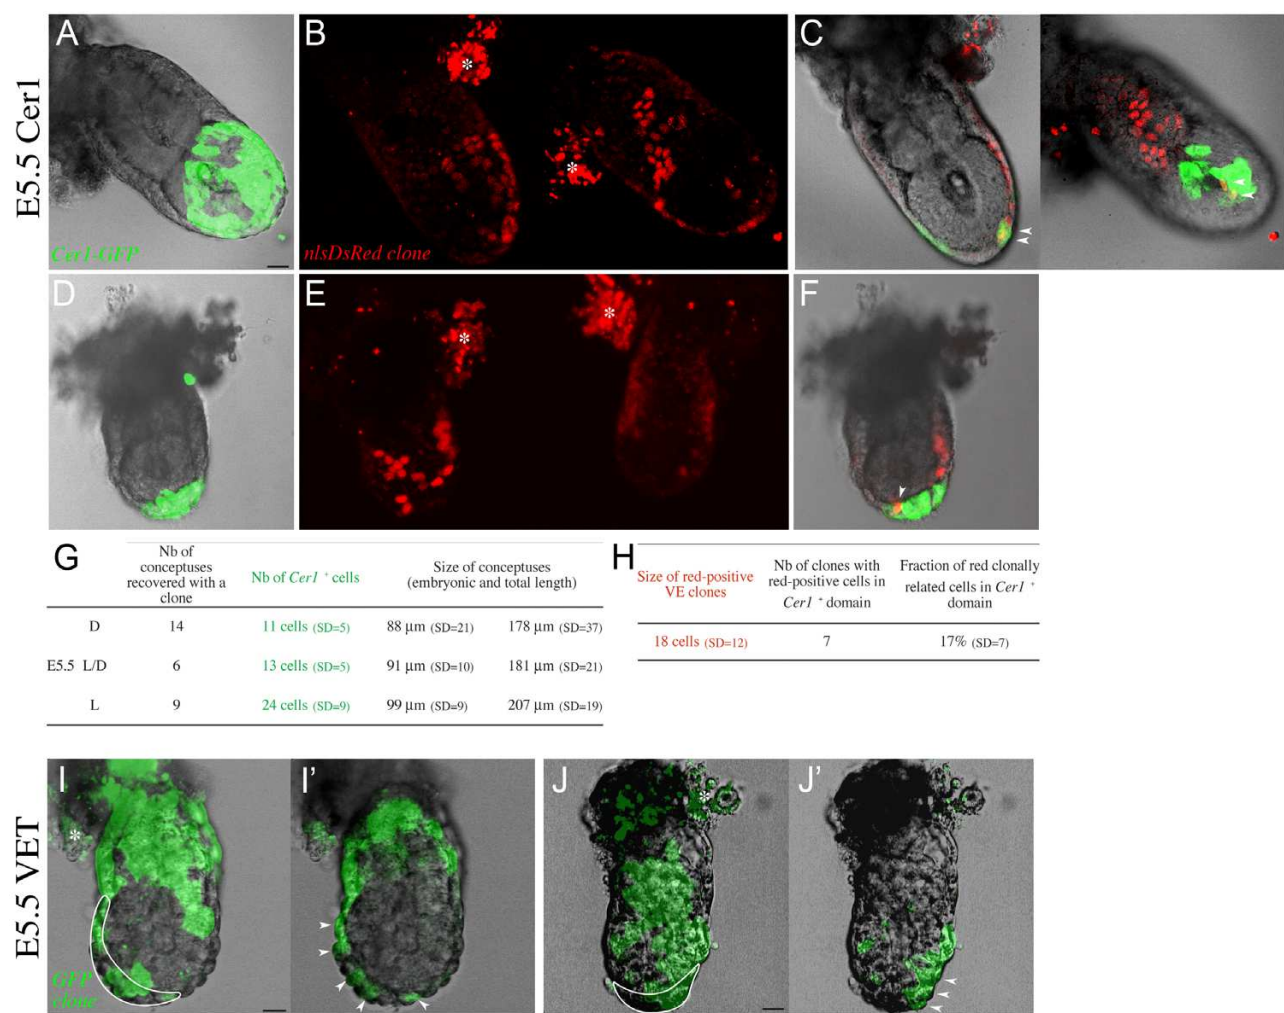 E5.5 Cer1
A
B
C
Cer1-GFP
nlsDsRed clone
*
*
D
E
F
*
*
G
Nb of
conceptuses
recovered with a
clone
Nb of Cer1 + cells
Size of conceptuses
(embryonic and total length)
D 14 11 cells (SD=5) 88 µm (SD=21) 178 µm (SD=37)
E5.5 L/D 6 13 cells (SD=5) 91 µm (SD=10) 181 µm (SD=21)
L 9 24 cells (SD=9) 99 µm (SD=9) 207 µm (SD=19)
H
Size of red-positive
VE clones
Nb of clones with
red-positive cells in
Cer1 + domain
Fraction of red clonally
related cells in Cer1 +
domain
18 cells (SD=12) 7 17% (SD=7)
E5.5 VET
I
I’
J
J’
*
*
GFP
clone